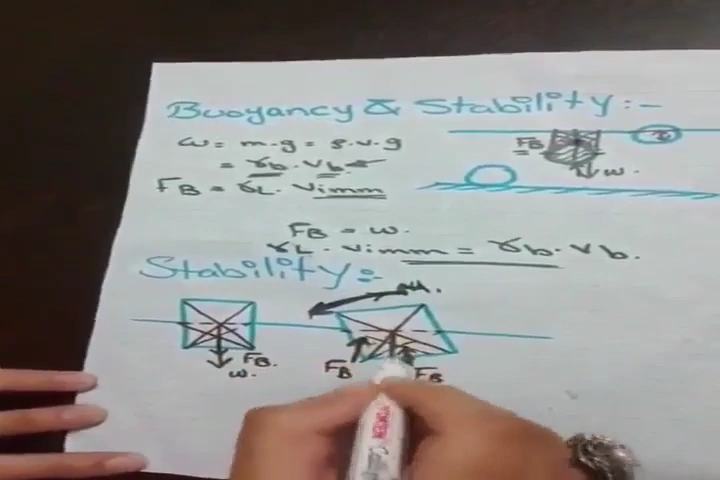 Buoyancy & Stability:-
w = m.g = ρ.v.g
= γb.vb
FB = γL.vimm
FB
w.
FB = w.
γL.vimm = γb.vb.
Stability:-
M.
FB.
w.
FB
FB